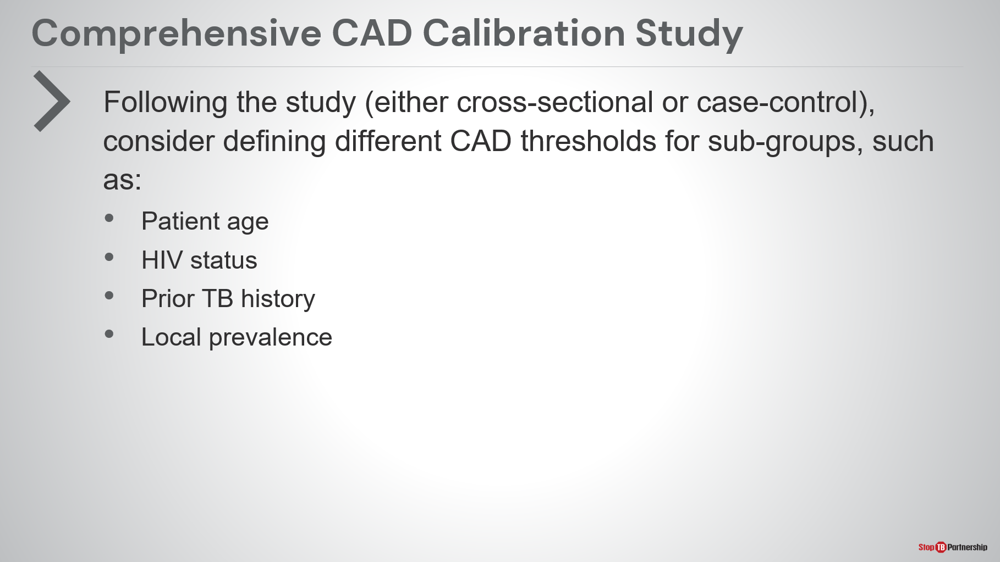 Comprehensive CAD Calibration Study
Following the study (either cross-sectional or case-control),
consider defining different CAD thresholds for sub-groups, such
as:
• Patient age
• HIV status
• Prior TB history
• Local prevalence
Stop TB Partnership